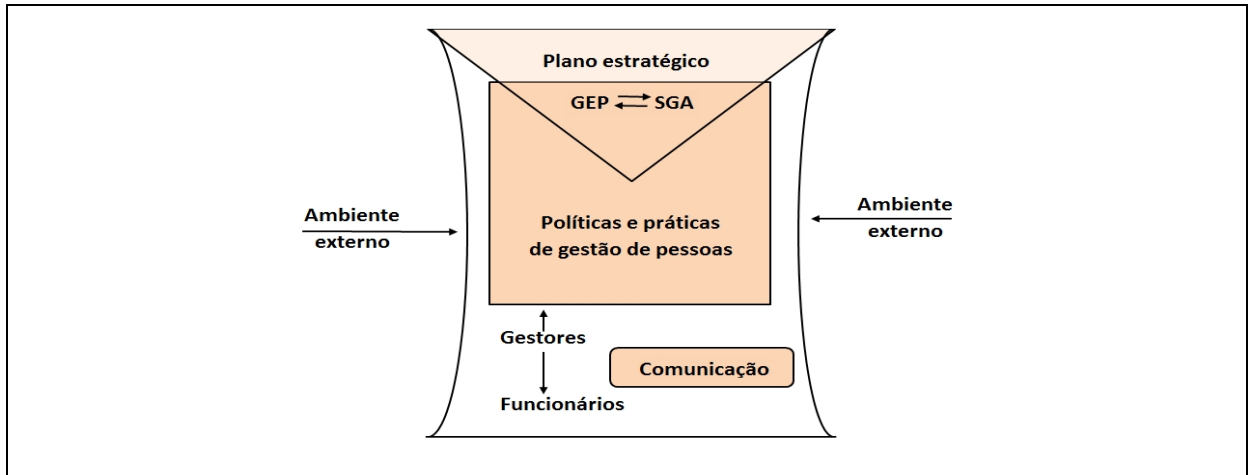 Plano estratégico
GEP SGA
Ambiente
externo
Políticas e práticas
de gestão de pessoas
Ambiente
externo
Gestores
Comunicação
Funcionários